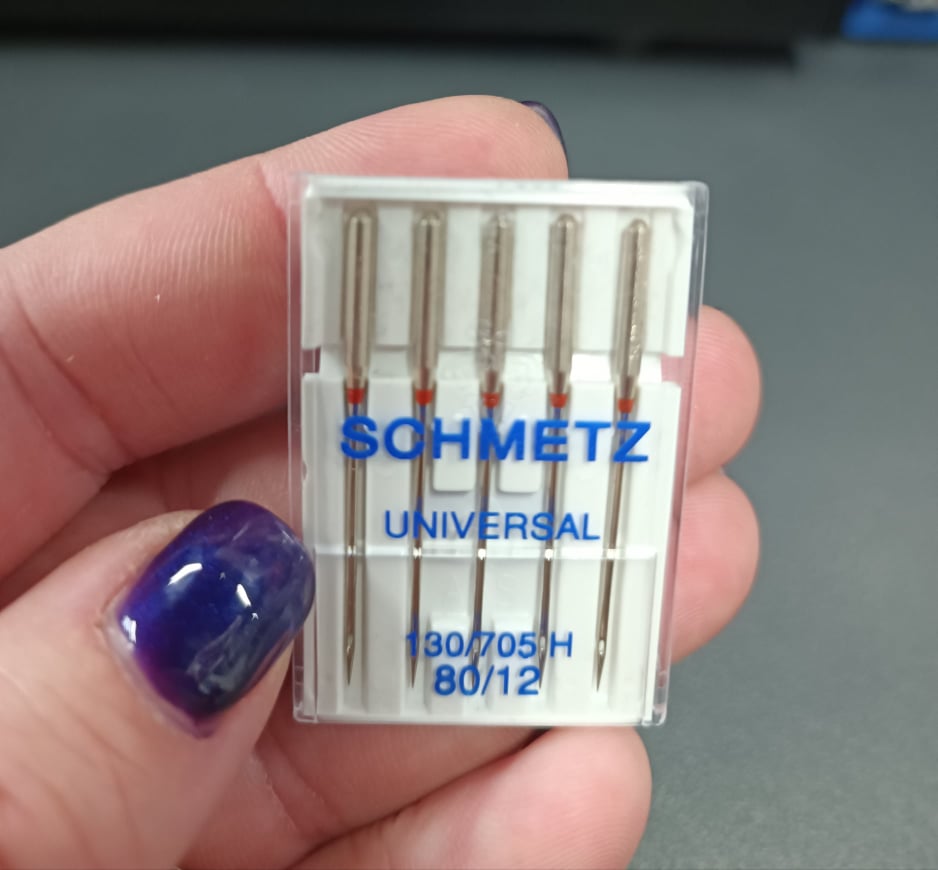 SCHMETZ
UNIVERSAL
130/705 H
80/12